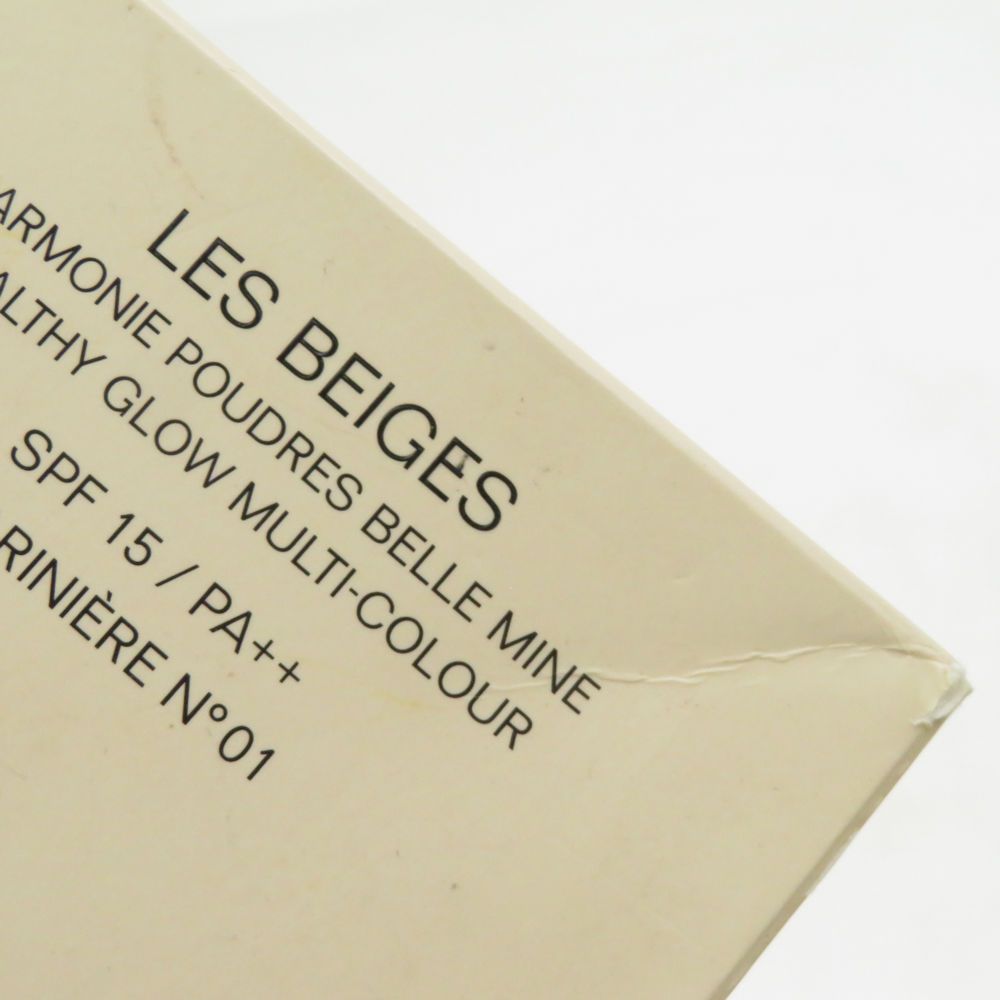 LES BEIGES
ARMONIE POUDRES BELLE MINE
ALTHY GLOW MULTI-COLOUR
SPF 15 / PA++
RINIÈRE N°01